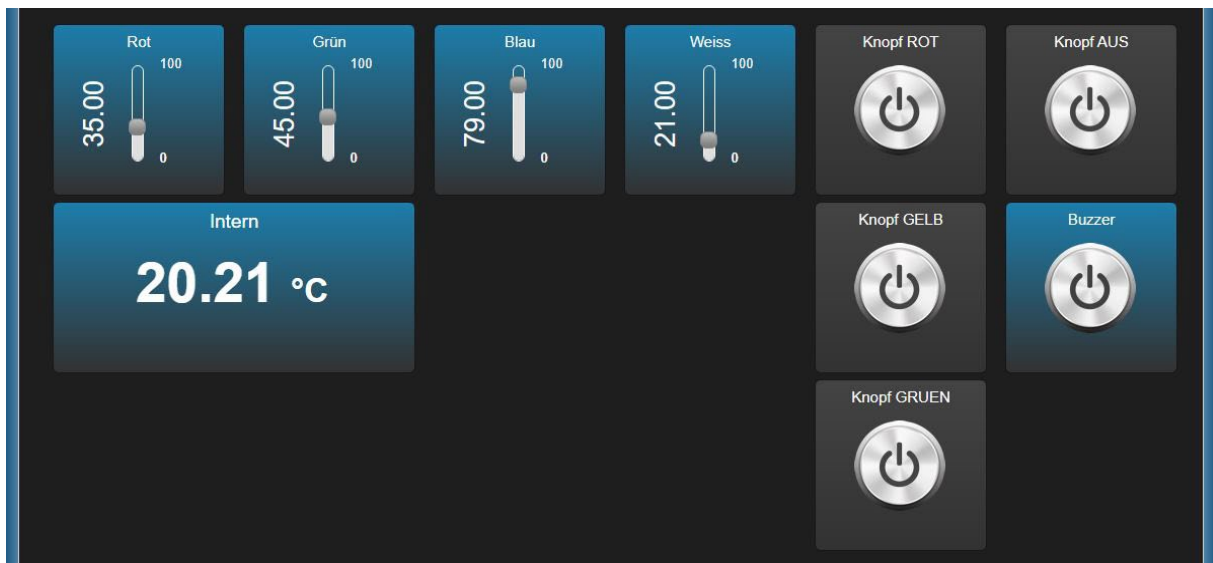 Rot
35.00
100
0
Grün
45.00
100
0
Blau
79.00
100
0
Weiss
21.00
100
0
Knopf ROT
Knopf AUS
Intern
20.21 °C
Knopf GELB
Buzzer
Knopf GRUEN